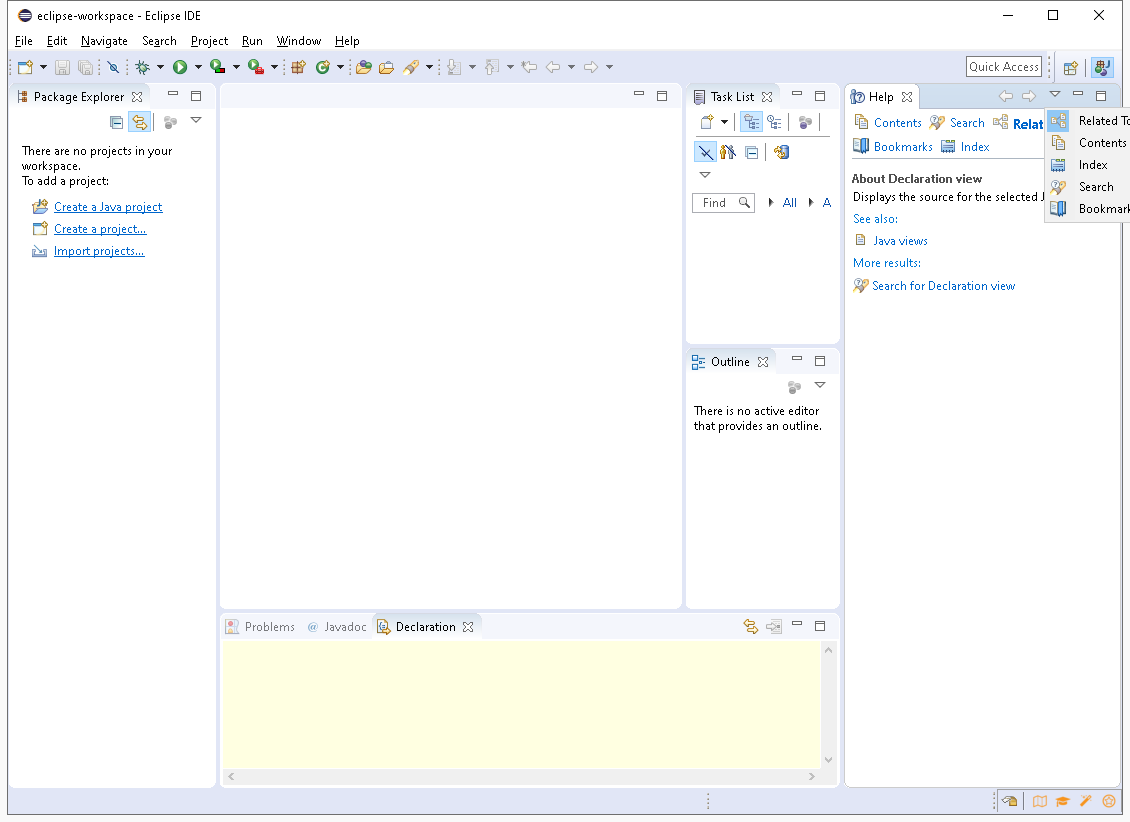 eclipse-workspace - Eclipse IDE
File Edit Navigate Search Project Run Window Help
Quick Access
Package Explorer
There are no projects in your
workspace.
To add a project:
Create a Java project
Create a project...
Import projects...
Task List
Find All A
Outline
There is no active editor
that provides an outline.
Help
Contents Search Relat
Bookmarks Index
About Declaration view
Displays the source for the selected J
See also:
Java views
More results:
Search for Declaration view
Related To
Contents
Index
Search
Bookmark
Problems @ Javadoc Declaration